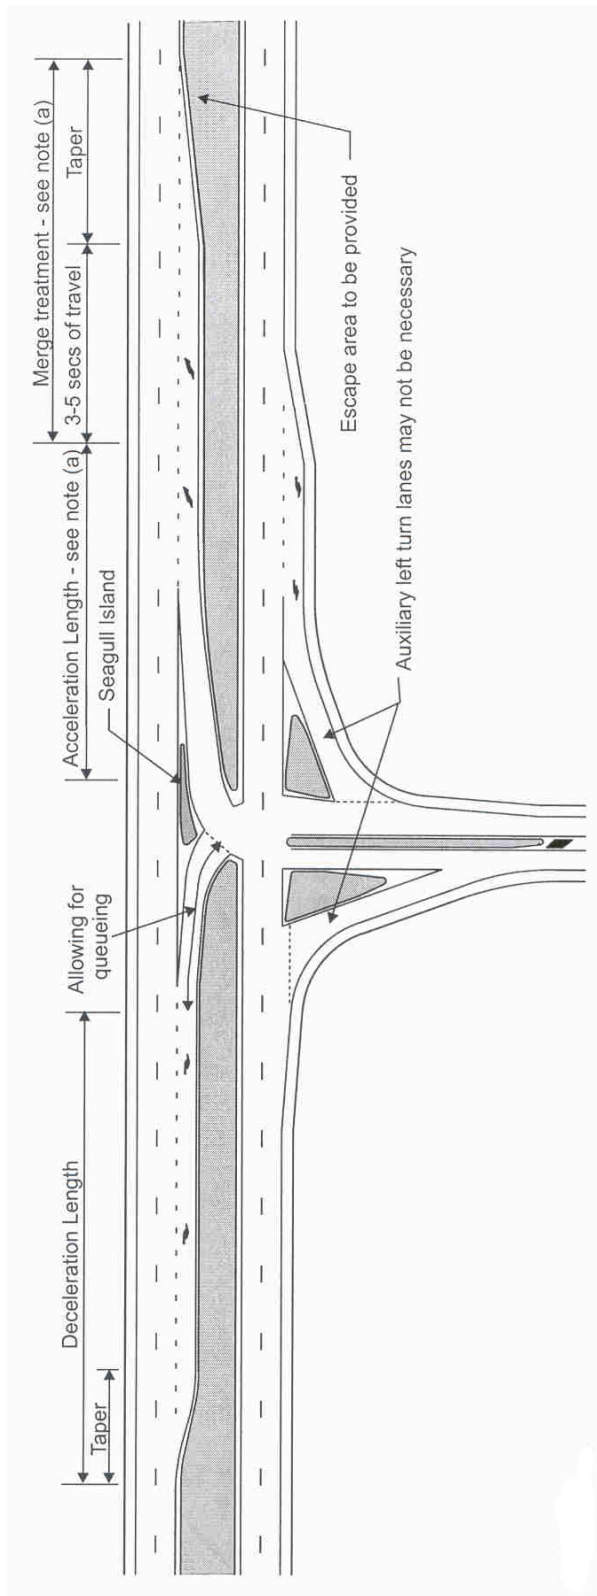 Taper
Deceleration Length
Allowing for
queueing
Seagull Island
Acceleration Length - see note (a)
3-5 secs of travel
Taper
Merge treatment - see note (a)
Escape area to be provided
Auxiliary left turn lanes may not be necessary